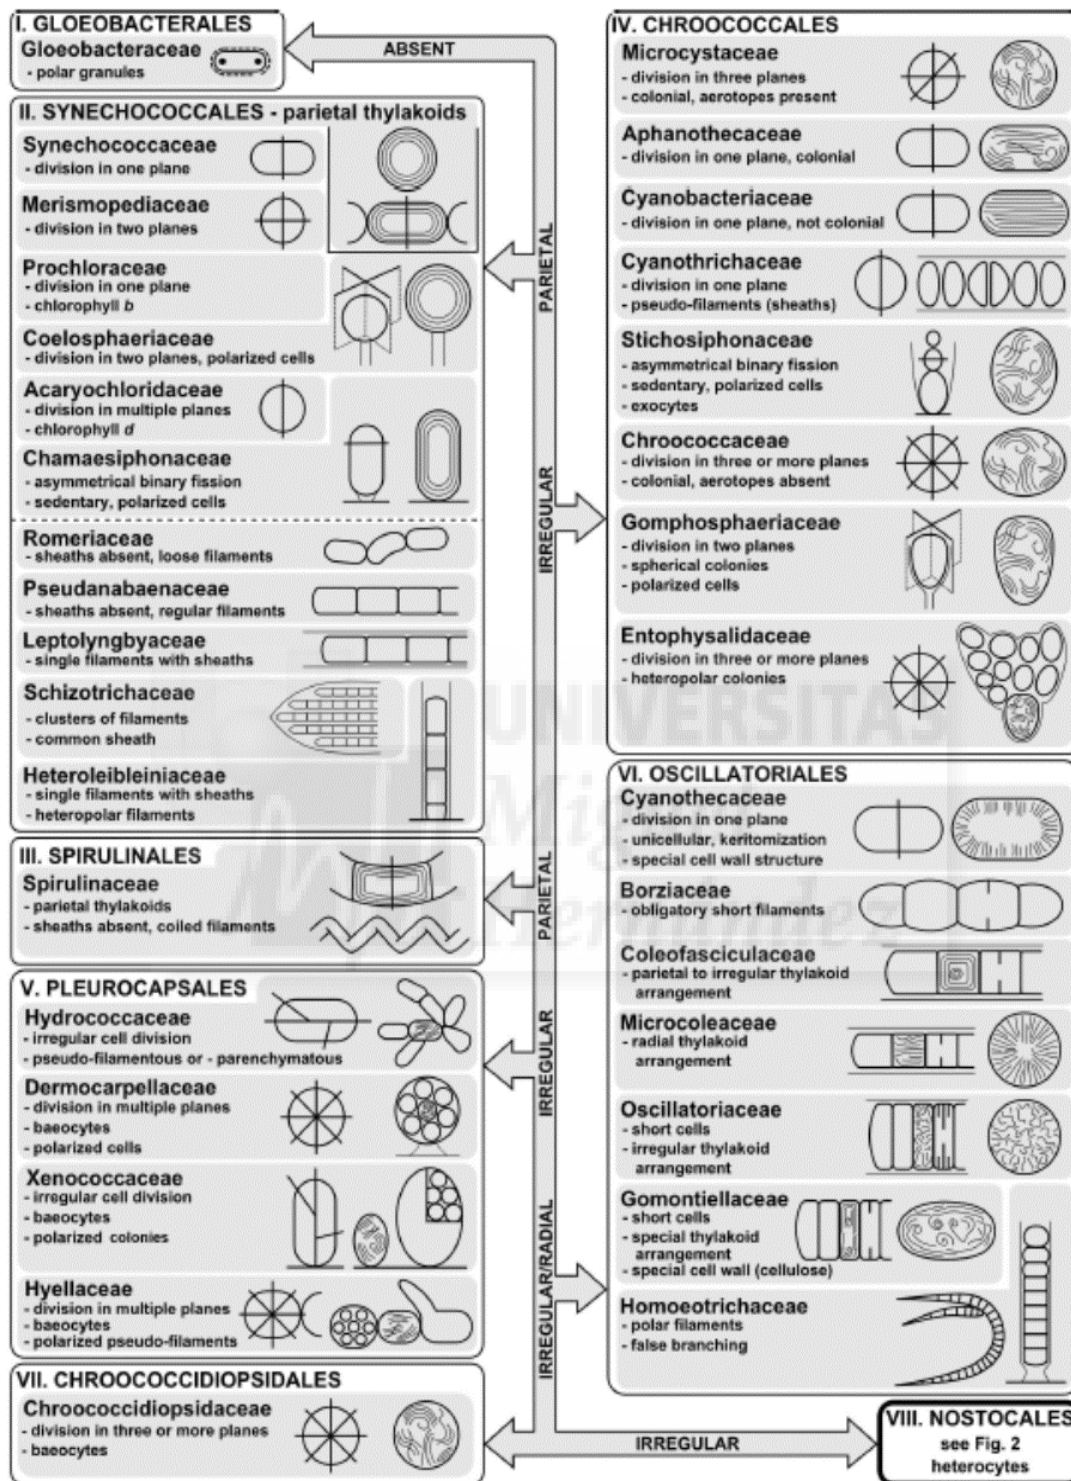 I. GLOEOBACTERALES
Gloeobacteraceae
- polar granules
ABSENT
II. SYNECHOCOCCALES - parietal thylakoids
Synechococcaceae
- division in one plane
Merismopediaceae
- division in two planes
Prochloraceae
- division in one plane
- chlorophyll b
Coelosphaeriaceae
- division in two planes, polarized cells
Acaryochloridaceae
- division in multiple planes
- chlorophyll d
Chamaesiphonaceae
- asymmetrical binary fission
- sedentary, polarized cells
Romeriaceae
- sheaths absent, loose filaments
Pseudanabaenaceae
- sheaths absent, regular filaments
Leptolyngbyaceae
- single filaments with sheaths
Schizotrichaceae
- clusters of filaments
- common sheath
Heteroleibleiniaceae
- single filaments with sheaths
- heteropolar filaments
III. SPIRULINALES
Spirulinaceae
- parietal thylakoids
- sheaths absent, coiled filaments
V. PLEUROCAPSALES
Hydrococcaceae
- irregular cell division
- pseudo-filamentous or - parenchymatous
Dermocarpellaceae
- division in multiple planes
- baeocytes
- polarized cells
Xenococcaceae
- irregular cell division
- baeocytes
- polarized colonies
Hyellaceae
- division in multiple planes
- baeocytes
- polarized pseudo-filaments
VII. CHROOCOCCIDIOPSIDALES
Chroococcidiopsidaceae
- division in three or more planes
- baeocytes
PARIETAL
IRREGULAR
PARIETAL
IRREGULAR
IRREGULAR/RADIAL
IRREGULAR
IV. CHROOCOCCALES
Microcystaceae
- division in three planes
- colonial, aerotopes present
Aphanothecaceae
- division in one plane, colonial
Cyanobacteriaceae
- division in one plane, not colonial
Cyanothrichaceae
- division in one plane
- pseudo-filaments (sheaths)
Stichosiphonaceae
- asymmetrical binary fission
- sedentary, polarized cells
- exocytes
Chroococcaceae
- division in three or more planes
- colonial, aerotopes absent
Gomphosphaeriaceae
- division in two planes
- spherical colonies
- polarized cells
Entophysalidaceae
- division in three or more planes
- heteropolar colonies
VI. OSCILLATORIALES
Cyanothecaceae
- division in one plane
- unicellular, keritomization
- special cell wall structure
Borziaceae
- obligatory short filaments
Coleofasciculaceae
- parietal to irregular thylakoid
arrangement
Microcoleaceae
- radial thylakoid
arrangement
Oscillatoriaceae
- short cells
- irregular thylakoid
arrangement
Gomontiellaceae
- short cells
- special thylakoid
arrangement
- special cell wall (cellulose)
Homoeotrichaceae
- polar filaments
- false branching
VIII. NOSTOCALES
see Fig. 2
heterocytes
UNIVERSITAS
Miguel
Hernández